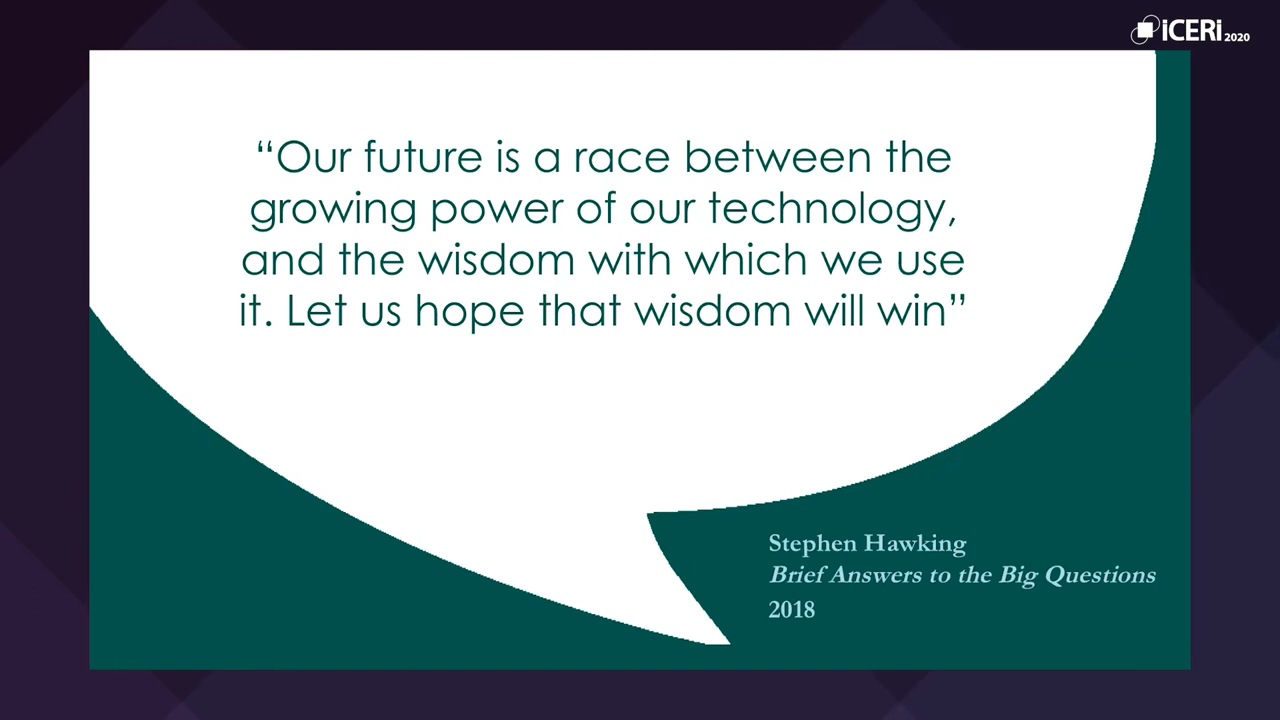 iCERi 2020
“Our future is a race between the
growing power of our technology,
and the wisdom with which we use
it. Let us hope that wisdom will win”
Stephen Hawking
Brief Answers to the Big Questions
2018